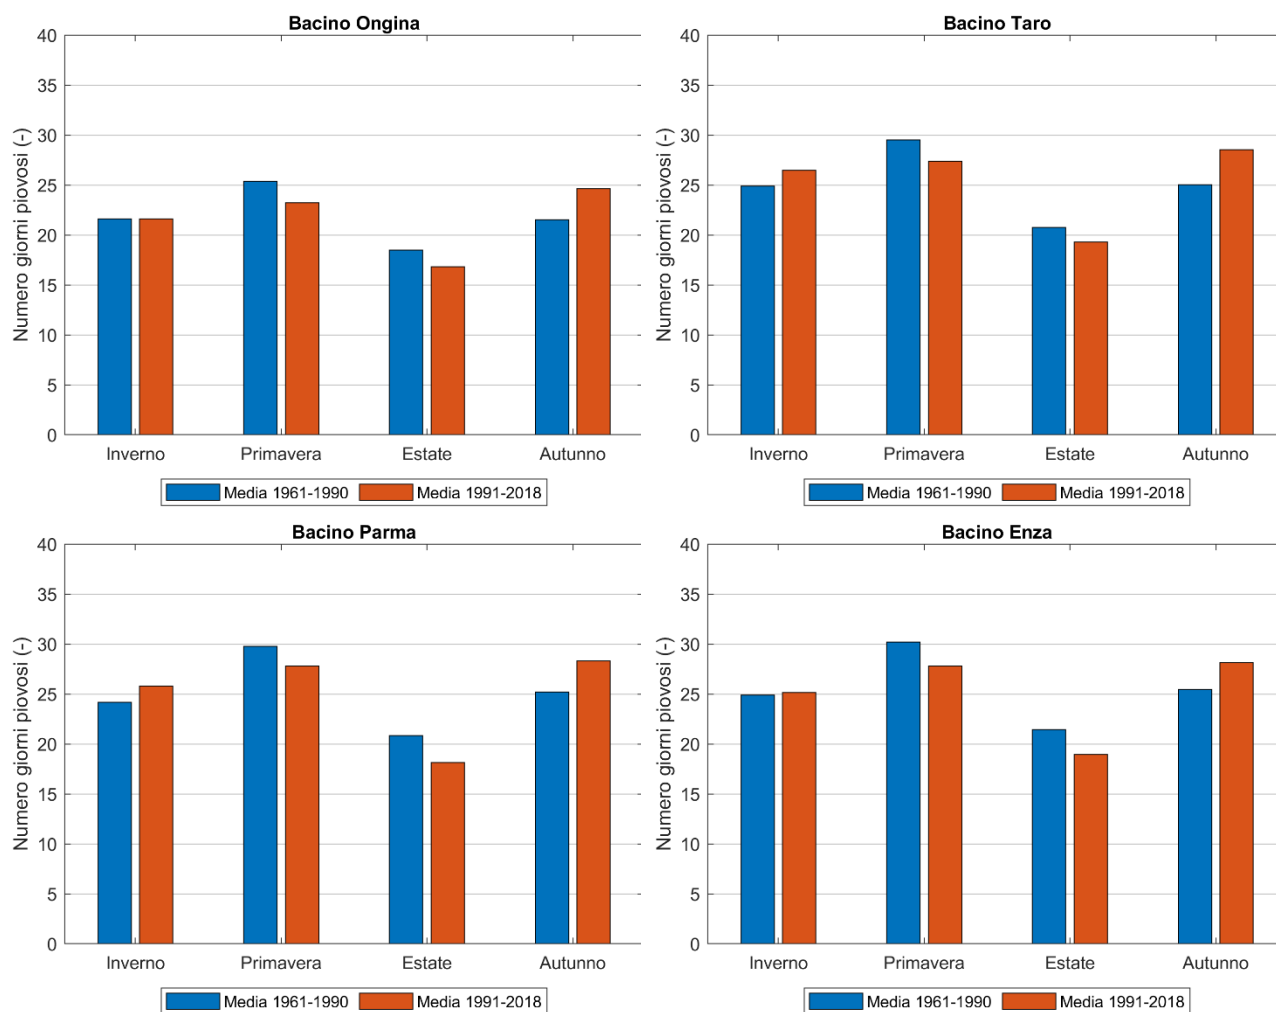 Bacino Ongina
40
35
30
25
20
15
10
5
0
Numero giorni piovosi (-)
Inverno Primavera Estate Autunno
Media 1961-1990 Media 1991-2018
Bacino Taro
40
35
30
25
20
15
10
5
0
Numero giorni piovosi (-)
Inverno Primavera Estate Autunno
Media 1961-1990 Media 1991-2018
Bacino Parma
40
35
30
25
20
15
10
5
0
Numero giorni piovosi (-)
Inverno Primavera Estate Autunno
Media 1961-1990 Media 1991-2018
Bacino Enza
40
35
30
25
20
15
10
5
0
Numero giorni piovosi (-)
Inverno Primavera Estate Autunno
Media 1961-1990 Media 1991-2018